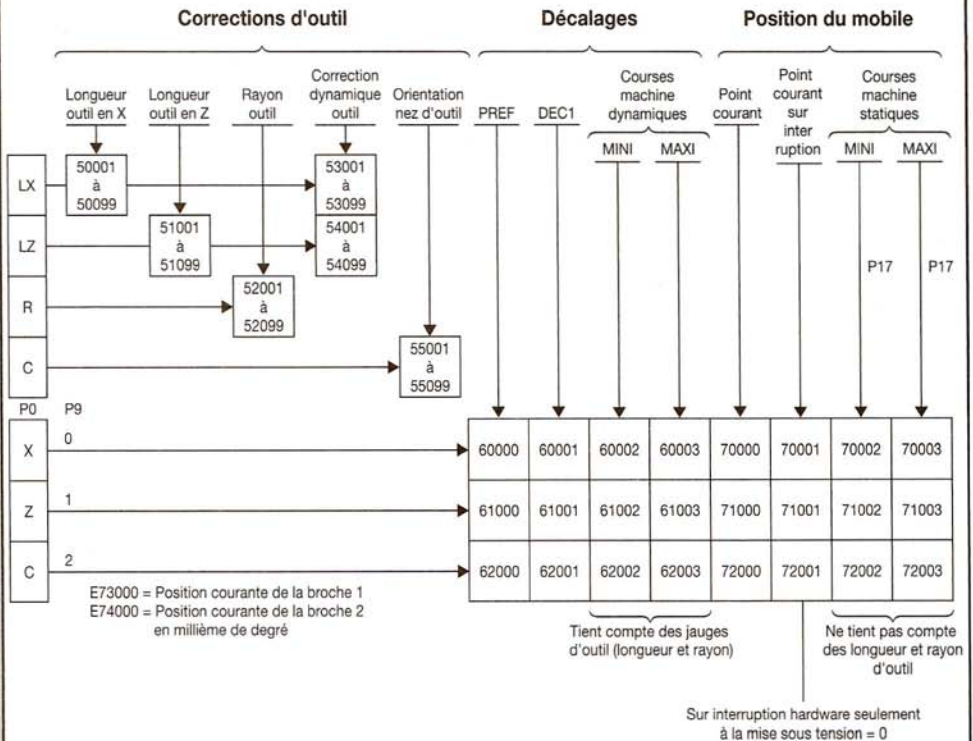 Corrections d'outil
Décalages
Position du mobile
Longueur
outil en X
Longueur
outil en Z
Rayon
outil
Correction
dynamique
outil
Orientation
nez d'outil
PREF
DEC1
Courses
machine
dynamiques
MINI
MAXI
Point
courant
Point
courant
sur
inter
ruption
Courses
machine
statiques
MINI
MAXI
LX
50001
à
50099
53001
à
53099
LZ
51001
à
51099
54001
à
54099
P17
P17
R
52001
à
52099
C
55001
à
55099
P0 P9
X 0 60000 60001 60002 60003 70000 70001 70002 70003
Z 1 61000 61001 61002 61003 71000 71001 71002 71003
C 2 62000 62001 62002 62003 72000 72001 72002 72003
E73000 = Position courante de la broche 1
E74000 = Position courante de la broche 2
en millième de degré
Tient compte des jauges
d'outil (longueur et rayon)
Ne tient pas compte
des longueur et rayon
d'outil
Sur interruption hardware seulement
à la mise sous tension = 0